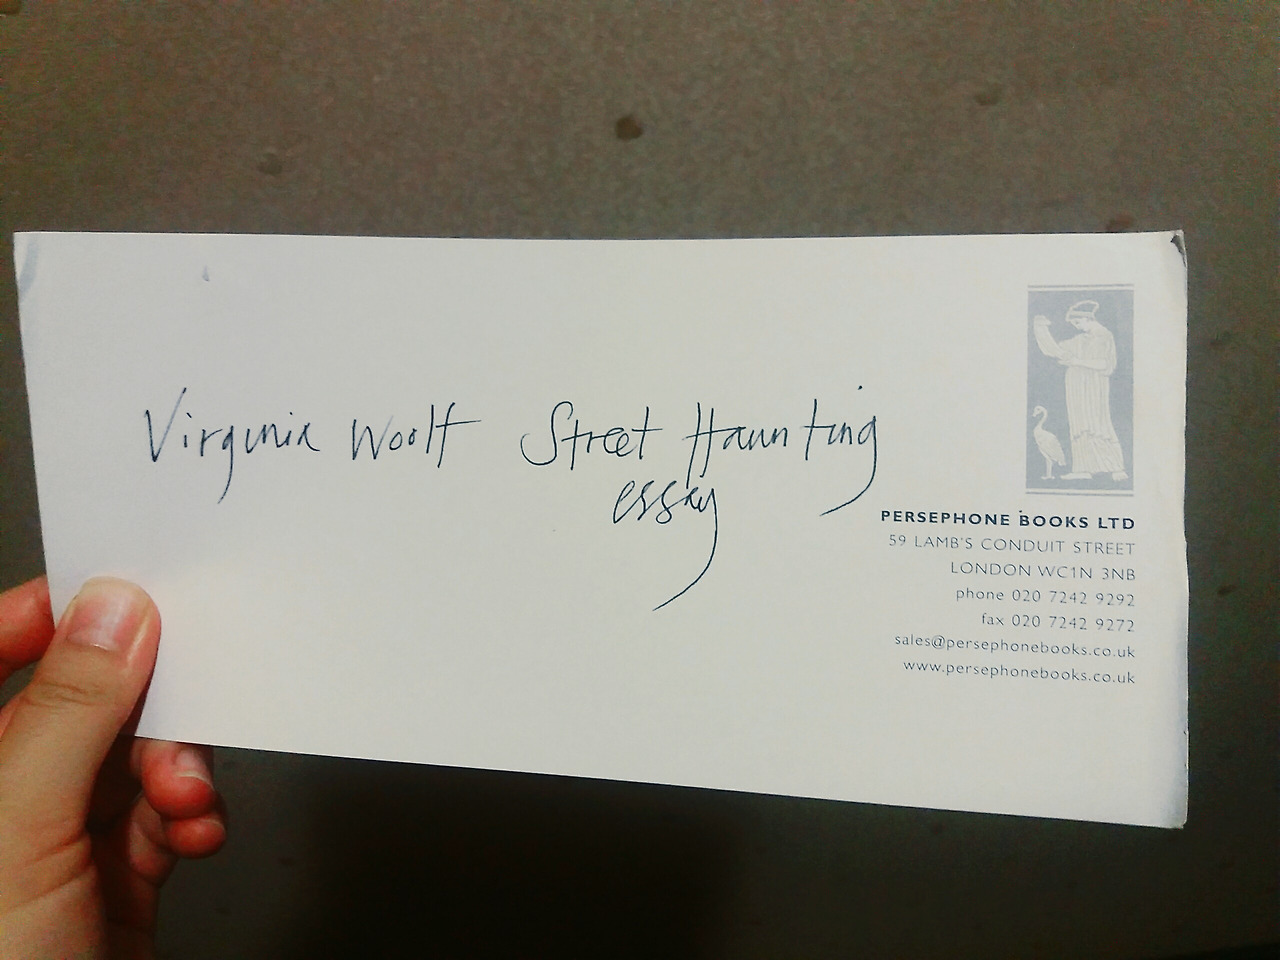 Virginia Woolf Street Haunting
essay
PERSEPHONE BOOKS LTD
59 LAMB'S CONDUIT STREET
LONDON WC1N 3NB
phone 020 7242 9292
fax 020 7242 9272
sales@persephonebooks.co.uk
www.persephonebooks.co.uk